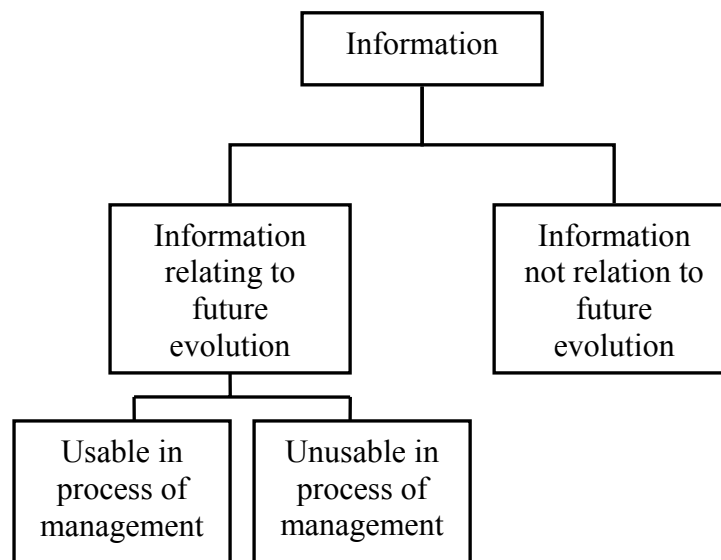 Information
Information
relating to
future
evolution
Information
not relation to
future
evolution
Usable in
process of
management
Unusable in
process of
management